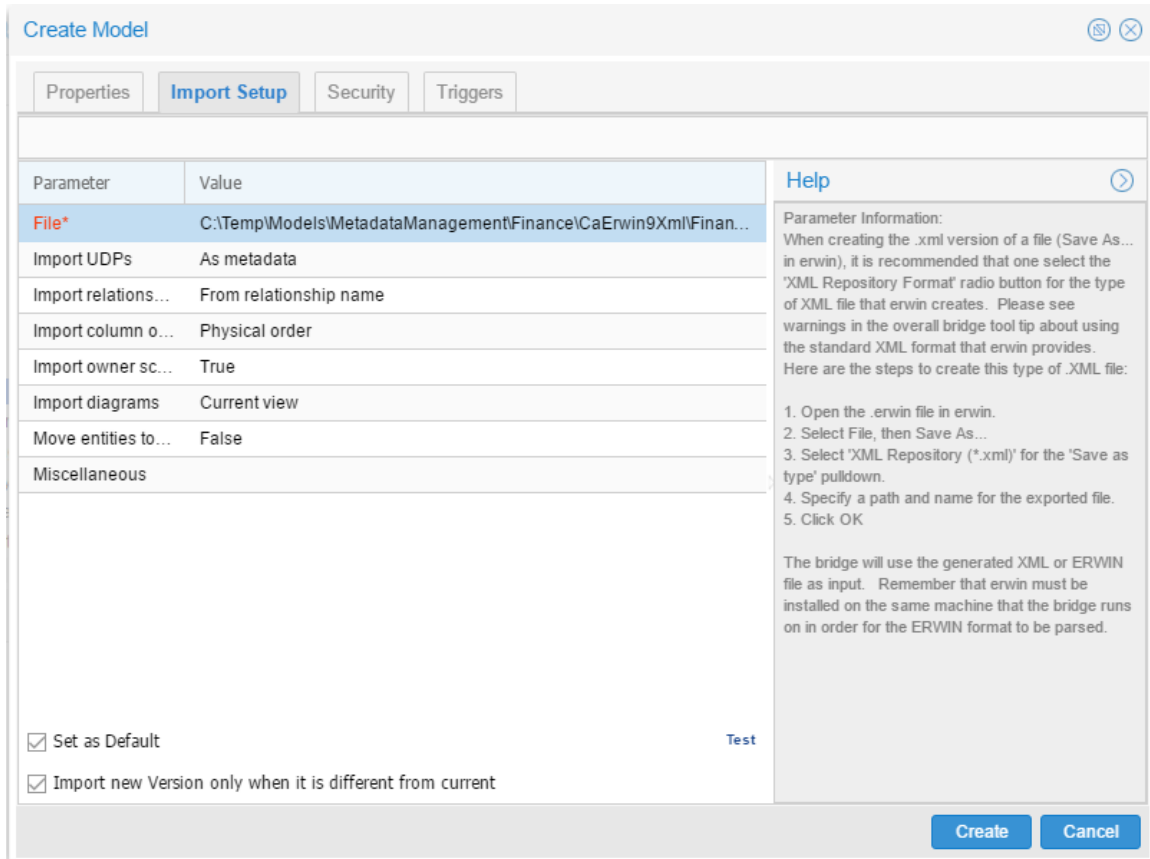 Create Model
Properties
Import Setup
Security
Triggers
Parameter Value
File* C:\Temp\Models\MetadataManagement\Finance\CaErwin9Xml\Finan...
Import UDPs As metadata
Import relations... From relationship name
Import column o... Physical order
Import owner sc... True
Import diagrams Current view
Move entities to... False
Miscellaneous
Set as Default
Test
Import new Version only when it is different from current
Help
Parameter Information:
When creating the .xml version of a file (Save As...
in erwin), it is recommended that one select the
'XML Repository Format' radio button for the type
of XML file that erwin creates.  Please see
warnings in the overall bridge tool tip about using
the standard XML format that erwin provides.
Here are the steps to create this type of .XML file:
1. Open the .erwin file in erwin.
2. Select File, then Save As...
3. Select 'XML Repository (*.xml)' for the 'Save as
type' pulldown.
4. Specify a path and name for the exported file.
5. Click OK
The bridge will use the generated XML or ERWIN
file as input.   Remember that erwin must be
installed on the same machine that the bridge runs
on in order for the ERWIN format to be parsed.
Create
Cancel